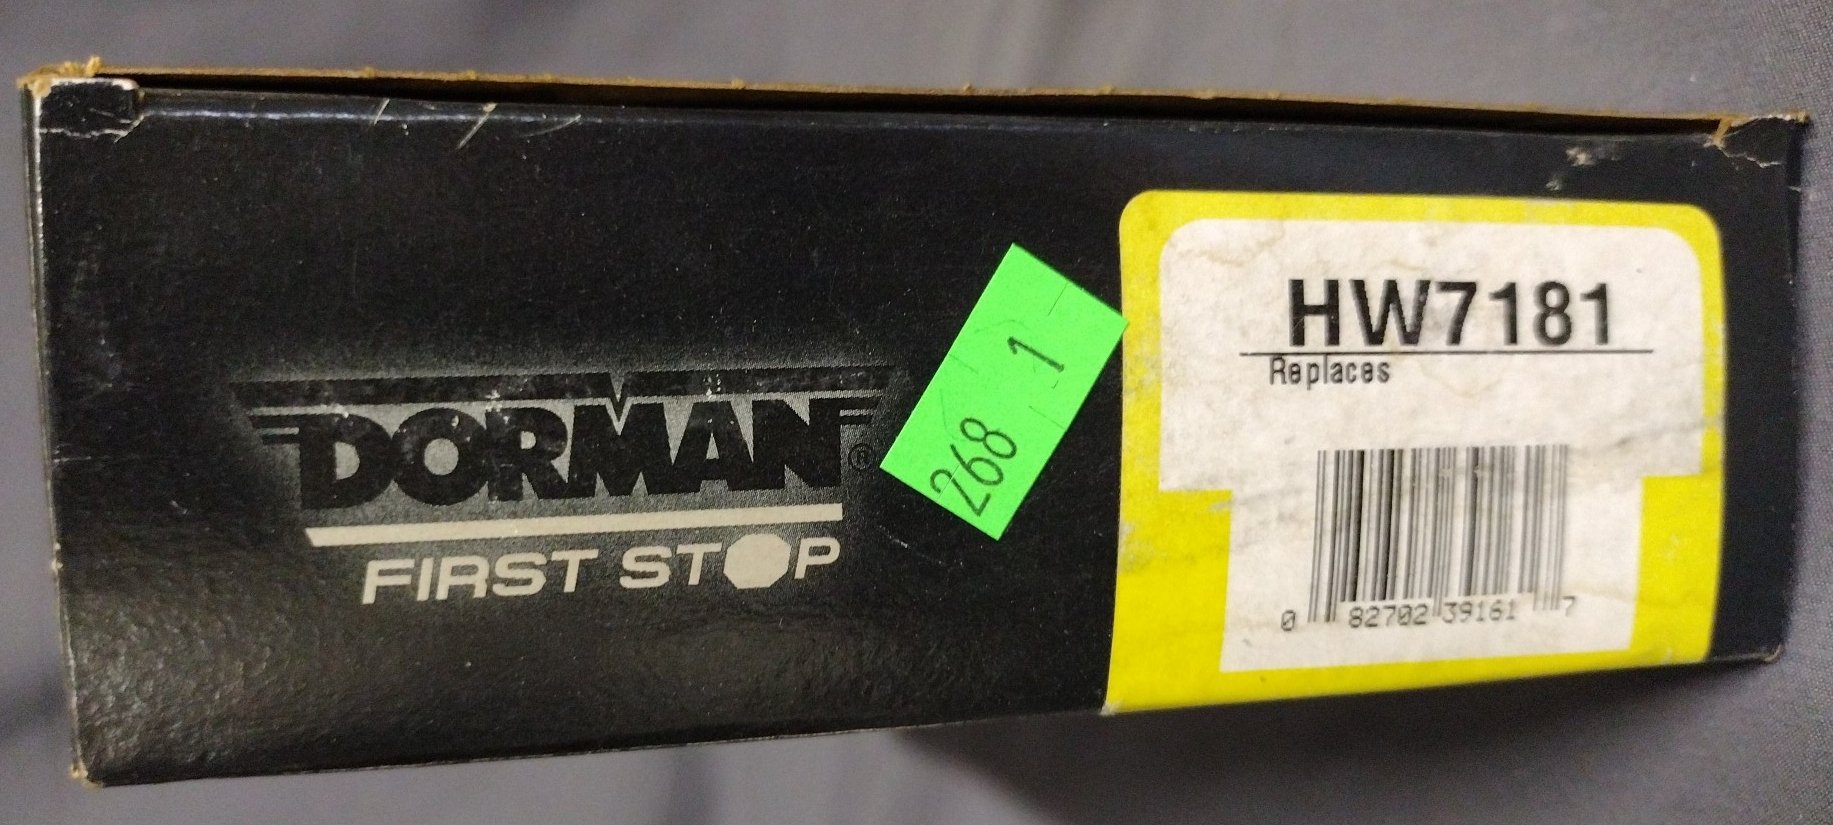 DORMAN®
FIRST STOP
268 1
HW7181
Replaces
0 82702 39161 7